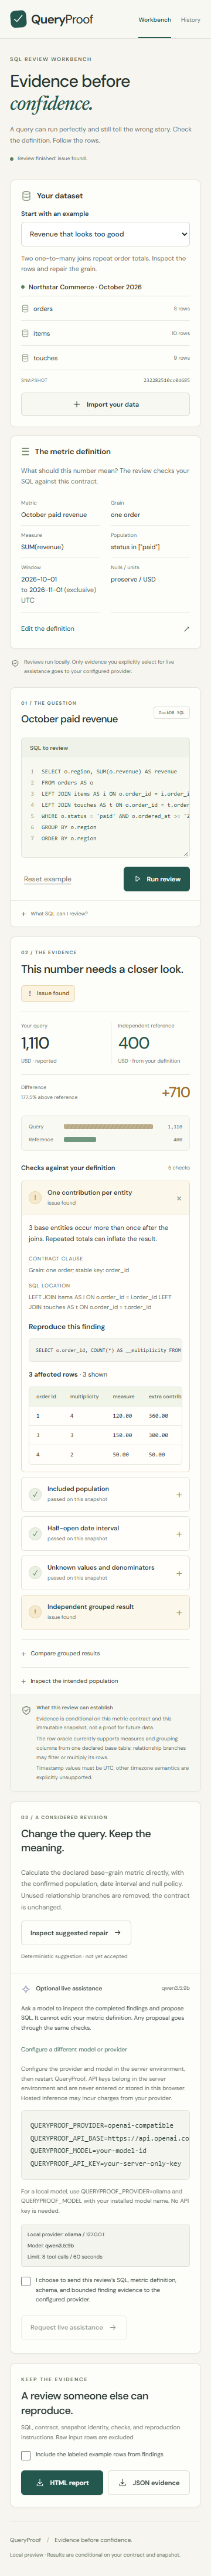 QueryProof
Workbench
History
SQL REVIEW WORKBENCH
Evidence before
confidence.
A query can run perfectly and still tell the wrong story. Check
definition. Follow the rows.
Review finished: issue found.
Your dataset
Start with an example
Revenue that looks too good
Two one-to-many joins repeat order totals. Inspect the
rows and repair the grain.
Northstar Commerce · October 2026
orders
8 rows
items
10 rows
touches
9 rows
SNAPSHOT
Import your data
The metric definition
What should this number mean? The review checks your
SQL against this contract.
Metric
October paid revenue
Grain
one order
Measure
SUM(revenue)
Population
status in ["paid"]
Window
2026-10-01
to 2026-11-01 (exclusive)
UTC
Nulls / units
preserve / USD
Edit the definition
Reviews run locally. Only evidence you explicitly select for live
assistance goes to your configured provider.
01 / THE QUESTION
October paid revenue
DuckDB SQL
SQL to review
1 SELECT o.region, SUM(o.revenue) AS revenue
2 FROM orders AS o
3 LEFT JOIN items AS i ON o.order_id = i.order_i
4 LEFT JOIN touches AS t ON o.order_id = t.order
5 WHERE o.status = 'paid' AND o.ordered_at >= '2
6 GROUP BY o.region
7 ORDER BY o.region
Reset example
Run review
What SQL can I review?
02 / THE EVIDENCE
This number needs a closer look.
! issue found
Your query
1,110
USD · reported
Independent reference
400
USD · from your definition
Difference
177.5% above reference
+710
Query
1,110
Reference
400
Checks against your definition
5 checks
One contribution per entity
issue found
3 base entities occur more than once after the
joins. Repeated totals can inflate the result.
CONTRACT CLAUSE
Grain: one order; stable key: order_id
SQL LOCATION
LEFT JOIN items AS i ON o.order_id = i.order_id LEFT
JOIN touches AS t ON o.order_id = t.order_id
Reproduce this finding
SELECT o.order_id, COUNT(*) AS __multiplicity FROM
3 affected rows · 3 shown
order id multiplicity measure extra contrib
1 4 120.00 360.00
3 3 150.00 300.00
4 2 50.00 50.00
Included population
passed on this snapshot
Half-open date interval
passed on this snapshot
Unknown values and denominators
passed on this snapshot
Independent grouped result
issue found
Compare grouped results
Inspect the intended population
What this review can establish
Evidence is conditional on this metric contract and this
immutable snapshot, not a proof for future data.
The row oracle currently supports measures and grouping
columns from one declared base table; relationship branches
may filter or multiply its rows.
Timestamp values must be UTC; other timezone semantics are
explicitly unsupported.
03 / A CONSIDERED REVISION
Change the query. Keep the
meaning.
Calculate the declared base-grain metric directly, with
the confirmed population, date interval and null policy.
Unused relationship branches are removed; the contract
is unchanged.
Inspect suggested repair
Deterministic suggestion · not yet accepted
Optional live assistance
qwen3.5:9b
Ask a model to inspect the completed findings and propose
SQL. It cannot edit your metric definition. Any proposal goes
through the same checks.
Configure a different model or provider
Configure the provider and model in the server environment,
then restart QueryProof. API keys belong in the server
environment and are never entered or stored in this browser.
Hosted inference may incur charges from your provider.
QUERYPROOF_PROVIDER=openai-compatible
QUERYPROOF_API_BASE=https://api.openai.co
QUERYPROOF_MODEL=your-model-id
QUERYPROOF_API_KEY=your-server-only-key
For a local model, use QUERYPROOF_PROVIDER=ollama and
QUERYPROOF_MODEL with your installed model name. No API
key is needed.
Local provider: ollama / 127.0.0.1
Model: qwen3.5:9b
Limit: 8 tool calls / 60 seconds
I choose to send this review's SQL, metric definition,
schema, and bounded finding evidence to the
configured provider.
Request live assistance
KEEP THE EVIDENCE
A review someone else can
reproduce.
SQL, contract, snapshot identity, checks, and reproduction
instructions. Raw input rows are excluded.
Include the labeled example rows from findings
HTML report
JSON evidence
QueryProof / Evidence before confidence.
Local preview · Results are conditional on your contract and snapshot.